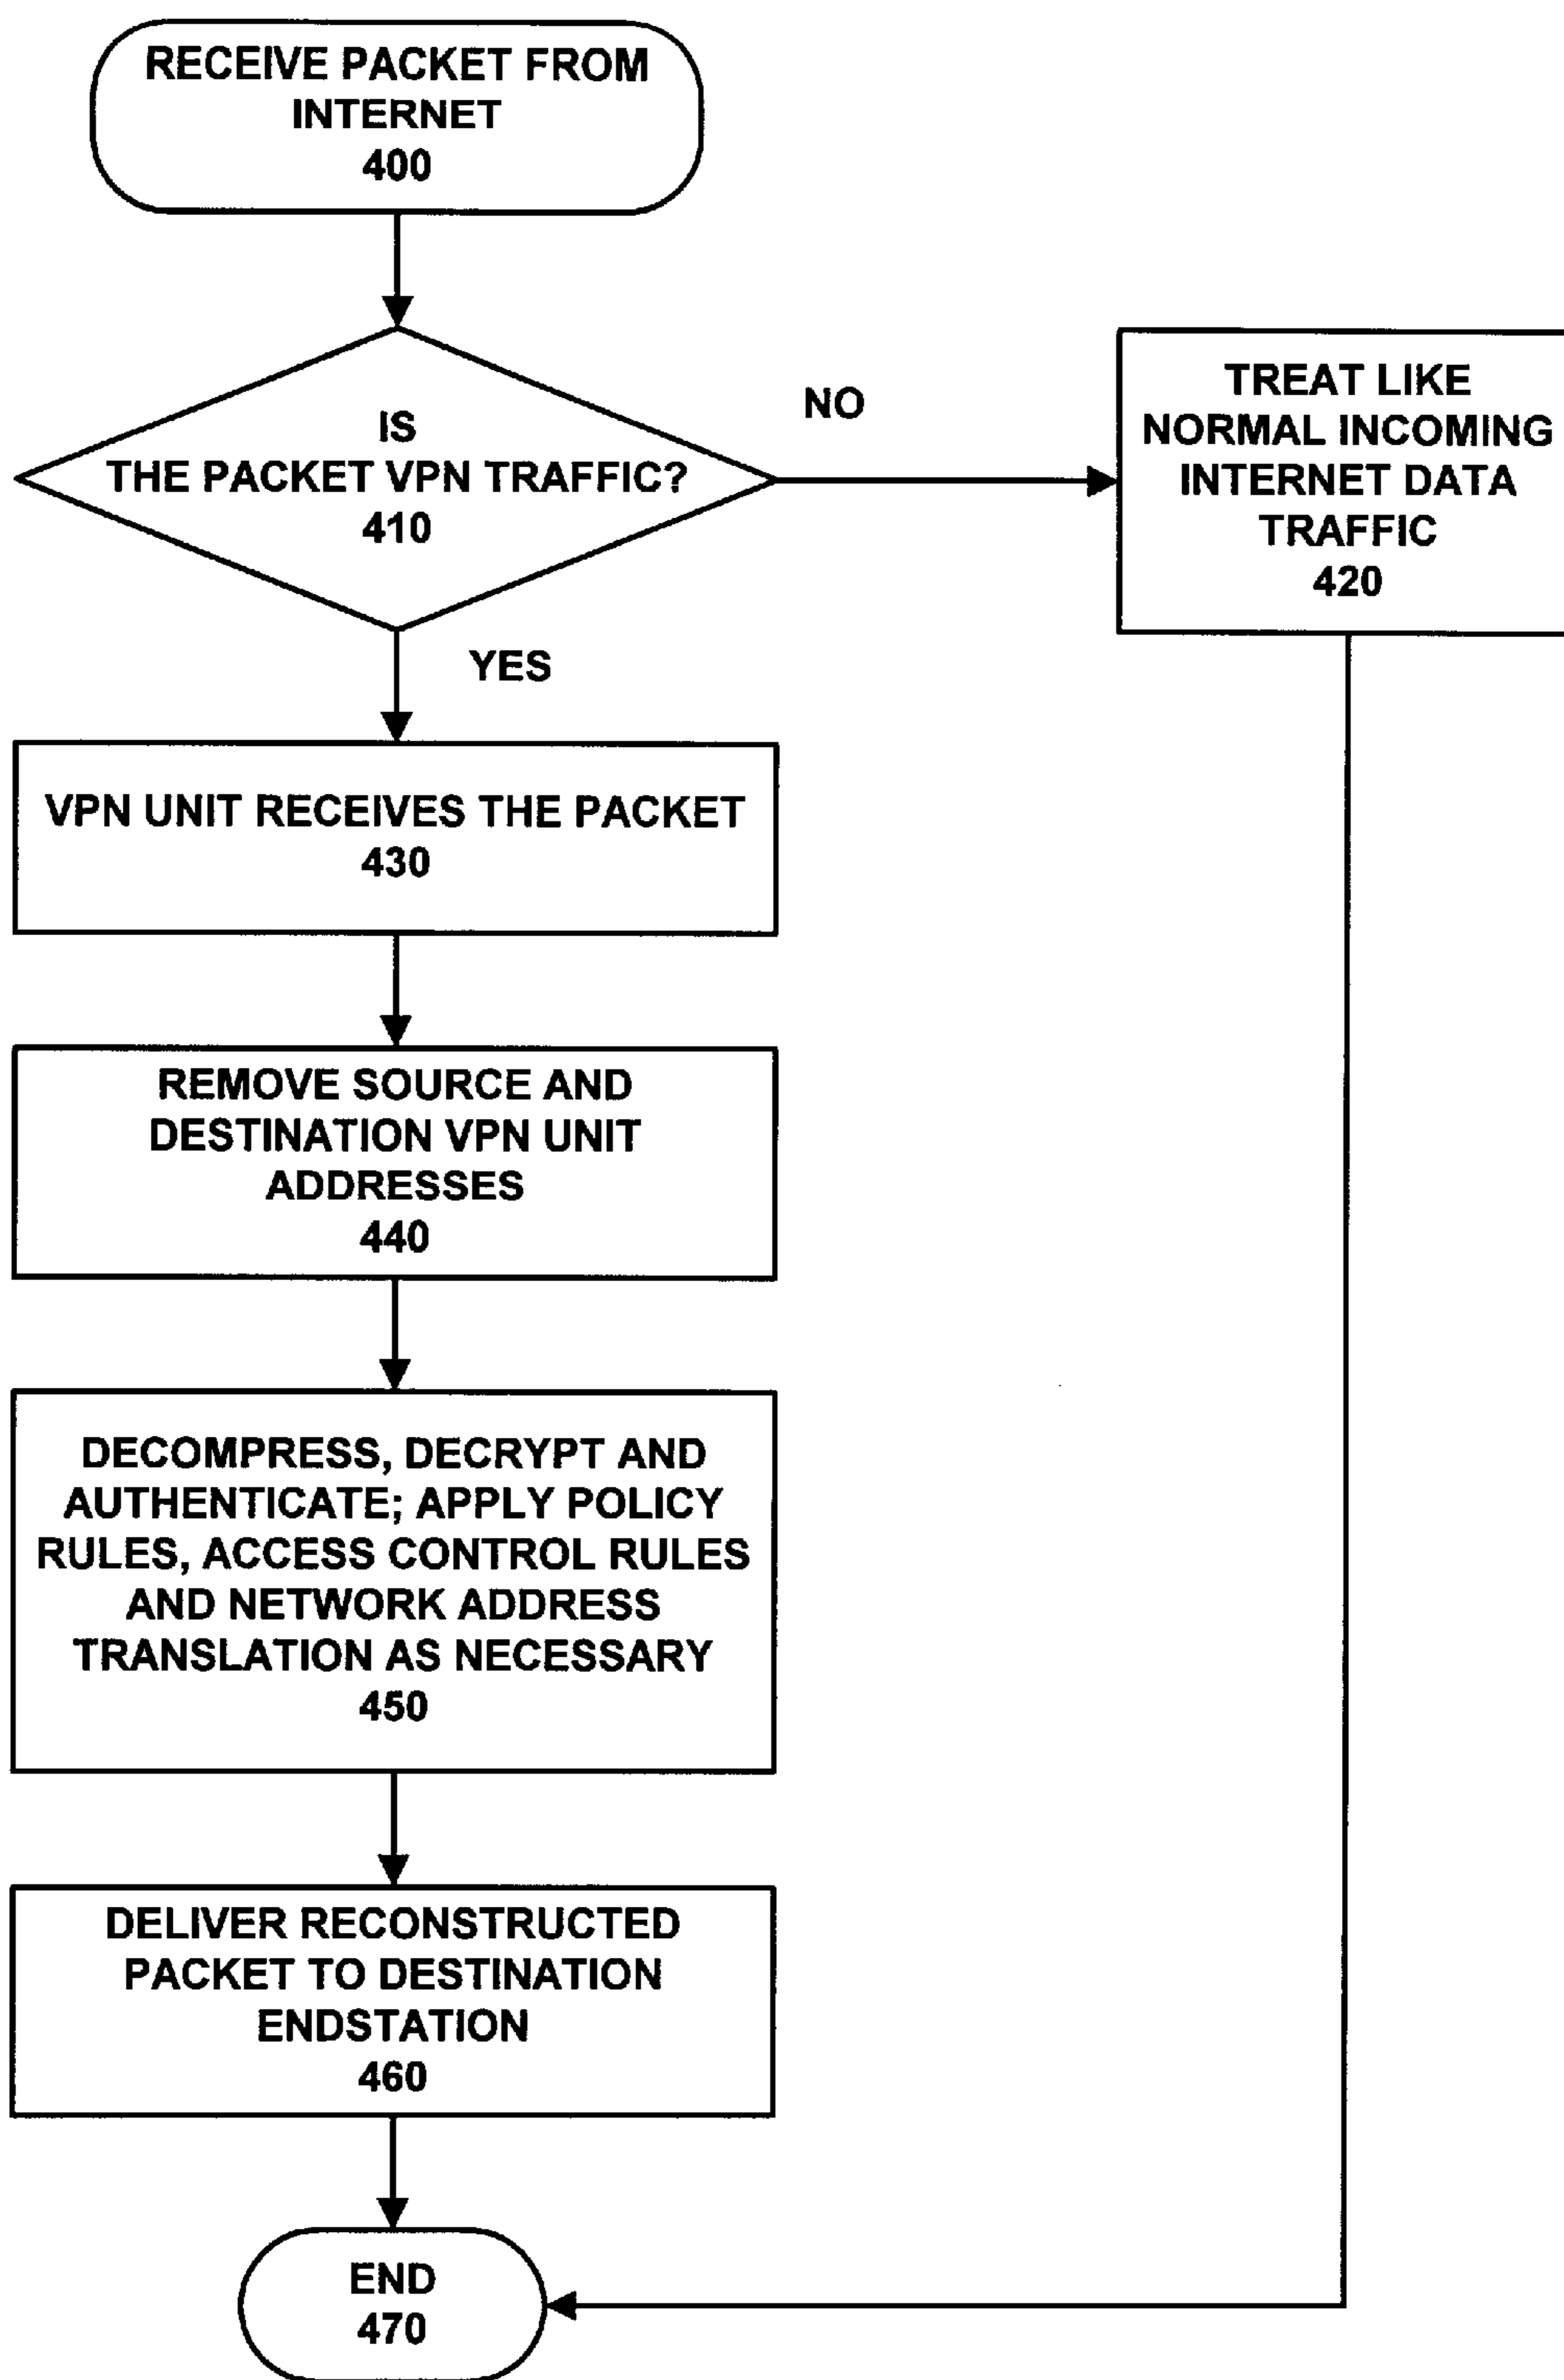 RECEIVE PACKET FROM
INTERNET
400
IS
THE PACKET VPN TRAFFIC?
410
NO
TREAT LIKE
NORMAL INCOMING
INTERNET DATA
TRAFFIC
420
YES
VPN UNIT RECEIVES THE PACKET
430
REMOVE SOURCE AND
DESTINATION VPN UNIT
ADDRESSES
440
DECOMPRESS, DECRYPT AND
AUTHENTICATE; APPLY POLICY
RULES, ACCESS CONTROL RULES
AND NETWORK ADDRESS
TRANSLATION AS NECESSARY
450
DELIVER RECONSTRUCTED
PACKET TO DESTINATION
ENDSTATION
460
END
470